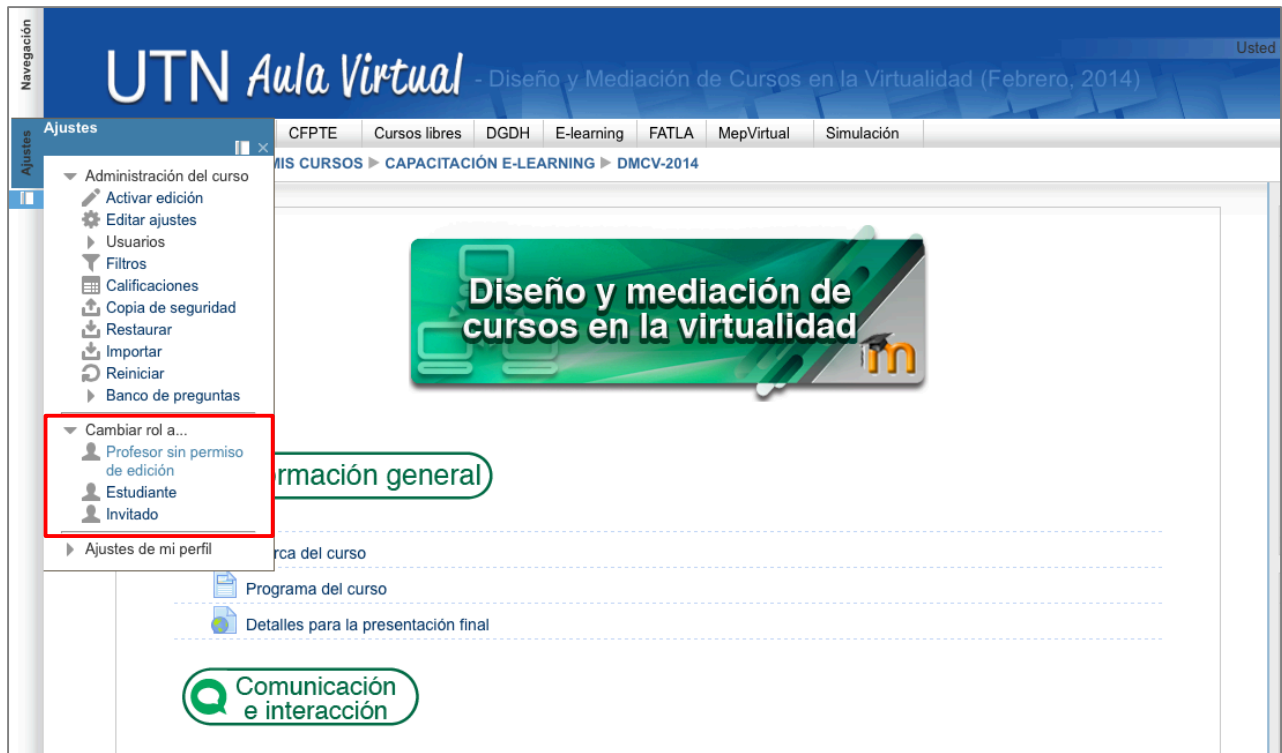 Navegación
Usted
UTN Aula Virtual - Diseño y Mediación de Cursos en la Virtualidad (Febrero, 2014)
Ajustes
Ajustes
CFPTE Cursos libres DGDH E-learning FATLA MepVirtual Simulación
MIS CURSOS ▶ CAPACITACIÓN E-LEARNING ▶ DMCV-2014
Administración del curso
Activar edición
Editar ajustes
Usuarios
Filtros
Calificaciones
Copia de seguridad
Restaurar
Importar
Reiniciar
Banco de preguntas
Cambiar rol a...
Profesor sin permiso
de edición
Estudiante
Invitado
Ajustes de mi perfil
Diseño y mediación de
cursos en la virtualidad
m
rmación general
rca del curso
Programa del curso
Detalles para la presentación final
Comunicación
e interacción